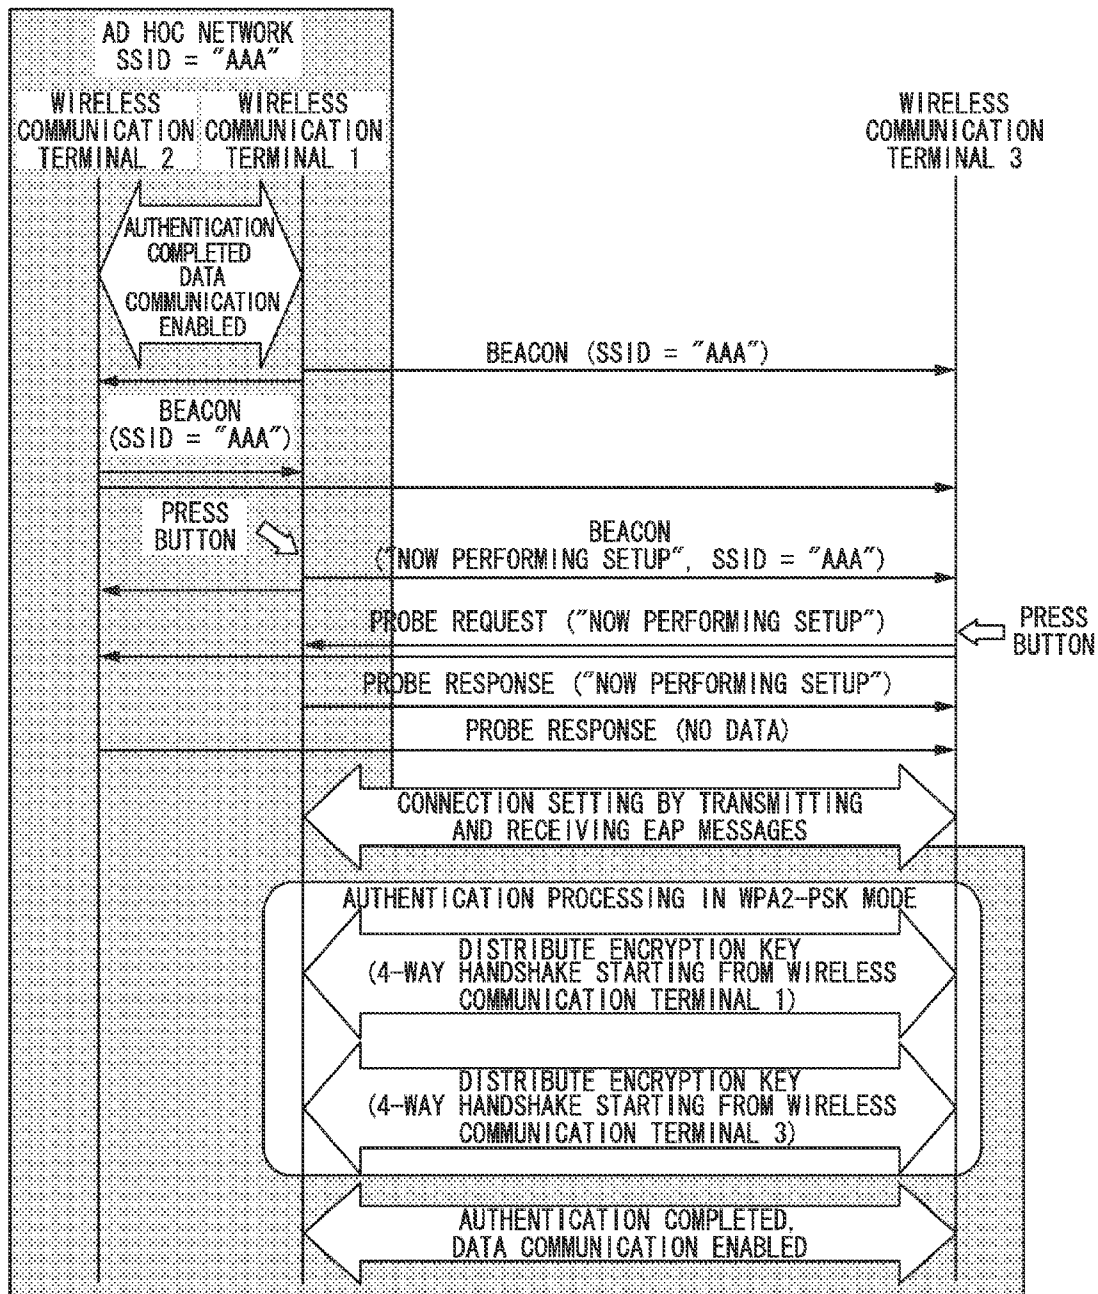 AD HOC NETWORK
SSID = "AAA"
WIRELESS
COMMUNICATION
TERMINAL 2
WIRELESS
COMMUNICATION
TERMINAL 1
WIRELESS
COMMUNICATION
TERMINAL 3
AUTHENTICATION
COMPLETED
DATA
COMMUNICATION
ENABLED
BEACON (SSID = "AAA")
BEACON
(SSID = "AAA")
PRESS
BUTTON
BEACON
("NOW PERFORMING SETUP", SSID = "AAA")
PROBE REQUEST ("NOW PERFORMING SETUP")
PRESS
BUTTON
PROBE RESPONSE ("NOW PERFORMING SETUP")
PROBE RESPONSE (NO DATA)
CONNECTION SETTING BY TRANSMITTING
AND RECEIVING EAP MESSAGES
AUTHENTICATION PROCESSING IN WPA2-PSK MODE
DISTRIBUTE ENCRYPTION KEY
(4-WAY HANDSHAKE STARTING FROM WIRELESS
COMMUNICATION TERMINAL 1)
DISTRIBUTE ENCRYPTION KEY
(4-WAY HANDSHAKE STARTING FROM WIRELESS
COMMUNICATION TERMINAL 3)
AUTHENTICATION COMPLETED,
DATA COMMUNICATION ENABLED